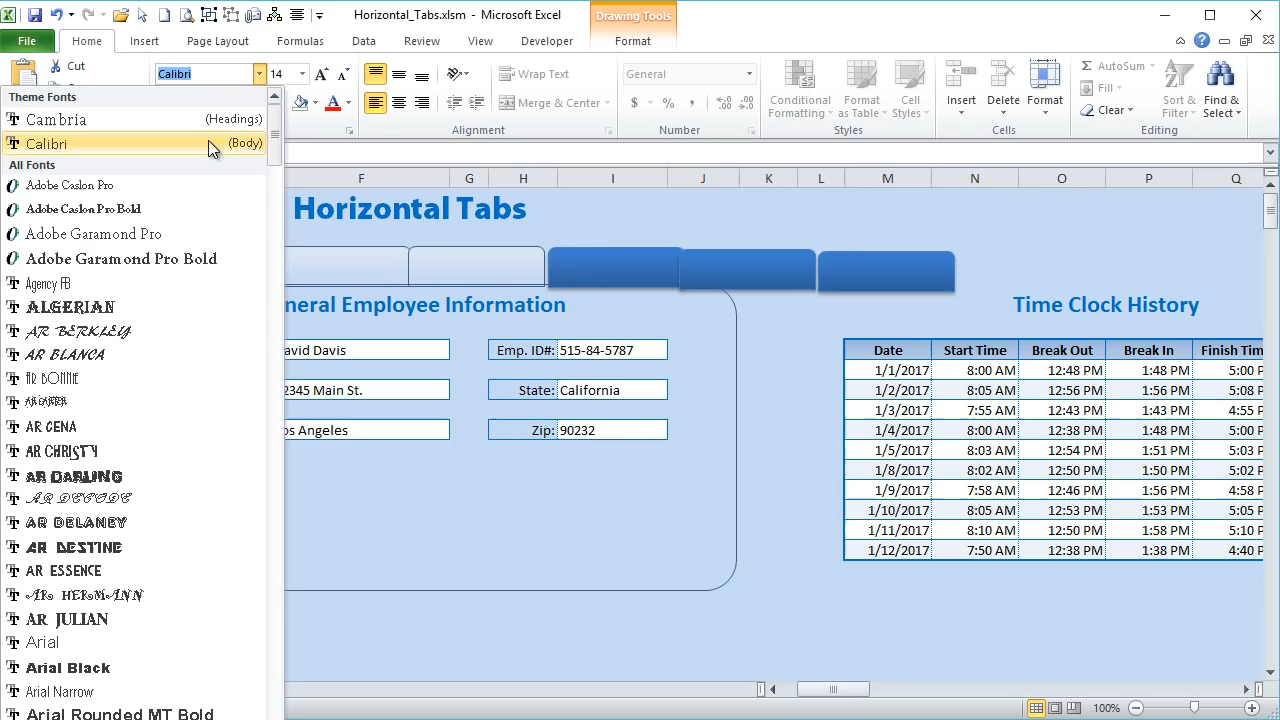 Horizontal_Tabs.xlsm - Microsoft Excel
Drawing Tools
File Home Insert Page Layout Formulas Data Review View Developer Format
Cut
Calibri 14
Wrap Text
General
Merge & Center
Conditional Formatting
Format as Table
Cell Styles
Insert Delete Format
AutoSum
Fill
Clear
Sort & Filter
Find & Select
Alignment Number Styles Cells Editing
Theme Fonts
Cambria (Headings)
Calibri (Body)
All Fonts
Adobe Caslon Pro
Adobe Caslon Pro Bold
Adobe Garamond Pro
Adobe Garamond Pro Bold
Agency FB
ALGERIAN
AR BERKLEY
AR BLANCA
AR BONNIE
AR CENA
AR CHRISTY
AR DARLING
AR DECODE
AR DELANEY
AR DESTINE
AR ESSENCE
AR HERMANN
AR JULIAN
Arial
Arial Black
Arial Narrow
Arial Rounded MT Bold
F G H I J K L M N O P Q
Horizontal Tabs
neral Employee Information
avid Davis Emp. ID#: 515-84-5787
2345 Main St. State: California
os Angeles Zip: 90232
Time Clock History
Date Start Time Break Out Break In Finish Tim
1/1/2017 8:00 AM 12:48 PM 1:48 PM 5:00 P
1/2/2017 8:05 AM 12:56 PM 1:56 PM 5:08 P
1/3/2017 7:55 AM 12:43 PM 1:43 PM 4:55 P
1/4/2017 8:00 AM 12:38 PM 1:48 PM 5:00 P
1/5/2017 8:03 AM 12:54 PM 1:51 PM 5:03 P
1/8/2017 8:02 AM 12:50 PM 1:50 PM 5:02 P
1/9/2017 7:58 AM 12:46 PM 1:56 PM 4:58 P
1/10/2017 8:05 AM 12:53 PM 1:53 PM 5:05 P
1/11/2017 8:10 AM 12:50 PM 1:58 PM 5:10 P
1/12/2017 7:50 AM 12:38 PM 1:38 PM 4:40 P
100%